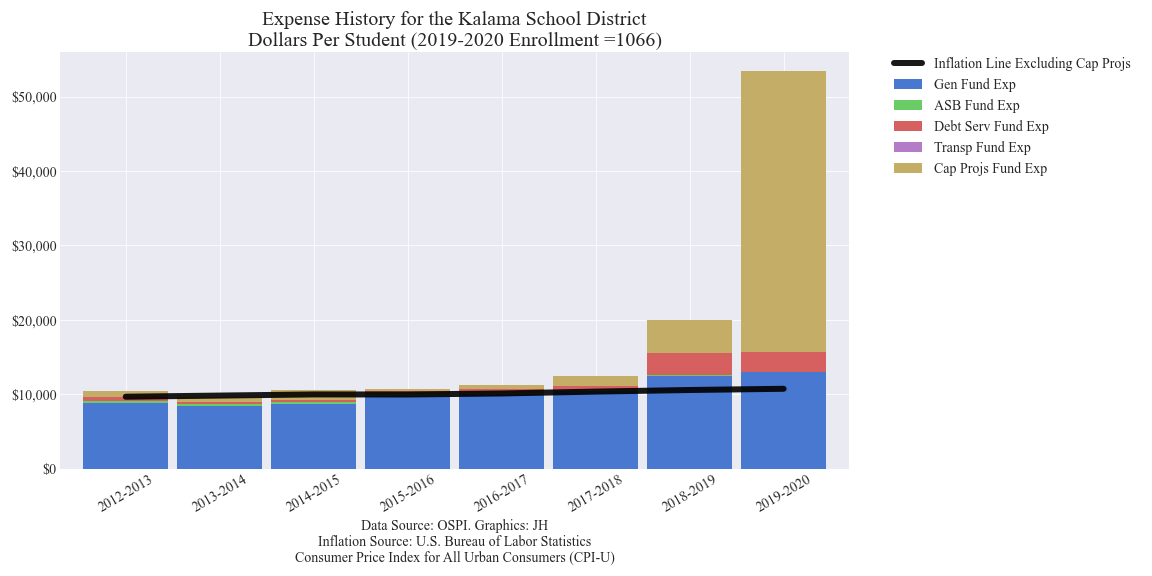 Expense History for the Kalama School District
Dollars Per Student (2019-2020 Enrollment =1066)
Inflation Line Excluding Cap Projs
Gen Fund Exp
ASB Fund Exp
Debt Serv Fund Exp
Transp Fund Exp
Cap Projs Fund Exp
$50,000
$40,000
$30,000
$20,000
$10,000
$0
2012-2013
2013-2014
2014-2015
2015-2016
2016-2017
2017-2018
2018-2019
2019-2020
Data Source: OSPI. Graphics: JH
Inflation Source: U.S. Bureau of Labor Statistics
Consumer Price Index for All Urban Consumers (CPI-U)